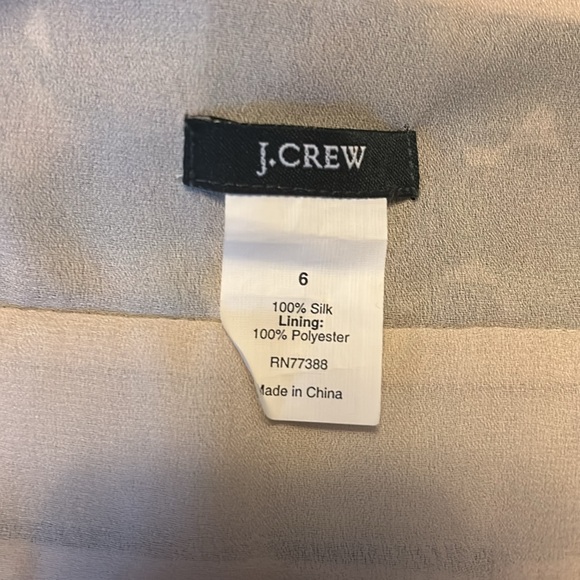 J.CREW
6
100% Silk
Lining:
100% Polyester
RN77388
Made in China